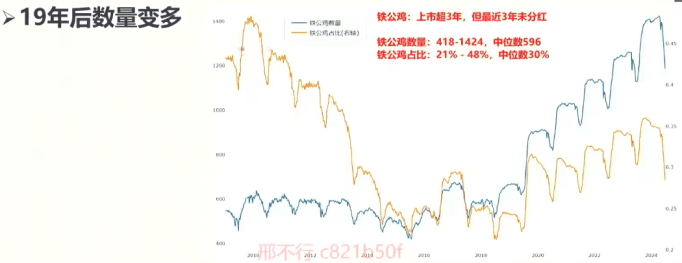 ➢19年后数量变多
铁公鸡数量
铁公鸡占比(右轴)
铁公鸡：上市超3年，但最近3年未分红
铁公鸡数量：418-1424，中位数596
铁公鸡占比：21% - 48%，中位数30%
1400
1200
1000
800
600
400
0.45
0.4
0.35
0.3
0.25
0.2
2010
2012
2014
2016
2018
2020
2022
2024
邢不行 c821b50f